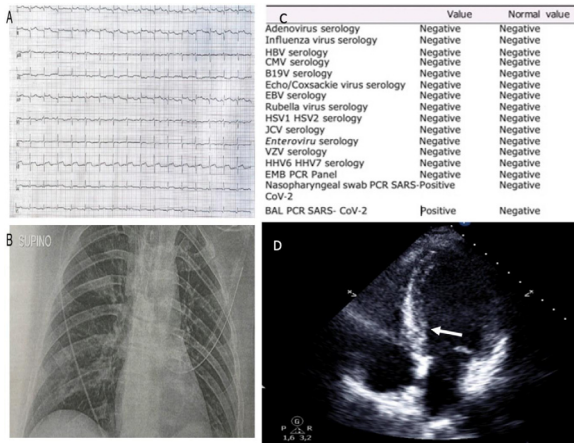 A
C
Value Normal value
Adenovirus serology Negative Negative
Influenza virus serology Negative Negative
HBV serology Negative Negative
CMV serology Negative Negative
B19V serology Negative Negative
Echo/Coxsackie virus serology Negative Negative
EBV serology Negative Negative
Rubella virus serology Negative Negative
HSV1 HSV2 serology Negative Negative
JCV serology Negative Negative
Enteroviru serology Negative Negative
VZV serology Negative Negative
HHV6 HHV7 serology Negative Negative
EMB PCR Panel Negative Negative
Nasopharyngeal swab PCR SARS-Positive Negative
CoV-2
BAL PCR SARS- CoV-2 Positive Negative
B SUPINO
D
G
P R
1,6 3,2